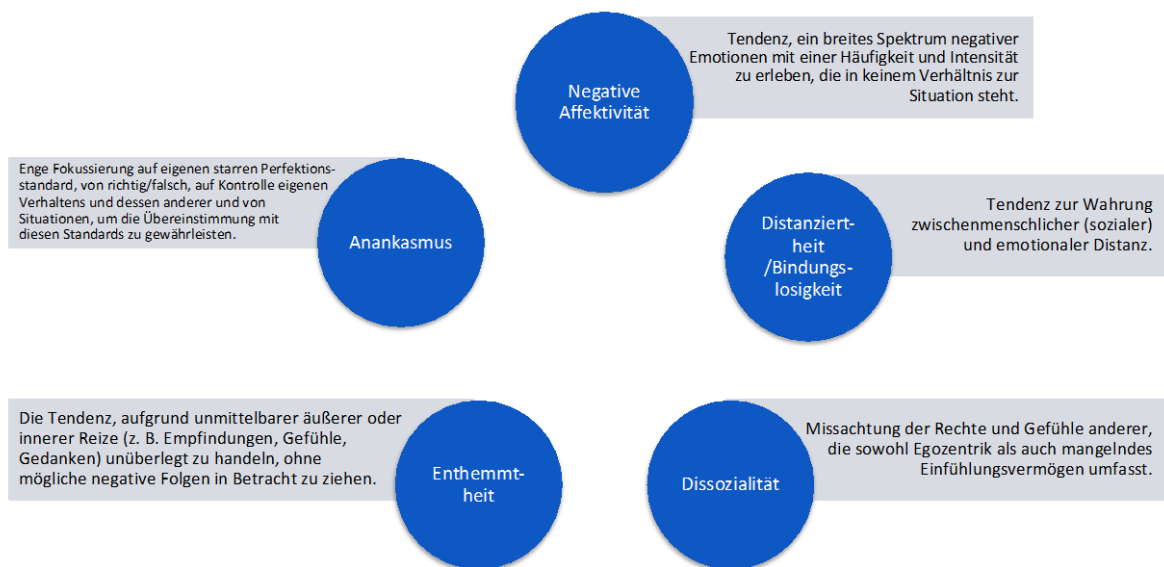 Negative
Affektivität
Tendenz, ein breites Spektrum negativer
Emotionen mit einer Häufigkeit und Intensität
zu erleben, die in keinem Verhältnis zur
Situation steht.
Enge Fokussierung auf eigenen starren Perfektions-
standard, von richtig/falsch, auf Kontrolle eigenen
Verhaltens und dessen anderer und von
Situationen, um die Übereinstimmung mit
diesen Standards zu gewährleisten.
Anankasmus
Distanziert-
heit
/Bindungs-
losigkeit
Tendenz zur Wahrung
zwischenmenschlicher (sozialer)
und emotionaler Distanz.
Die Tendenz, aufgrund unmittelbarer äußerer oder
innerer Reize (z. B. Empfindungen, Gefühle,
Gedanken) unüberlegt zu handeln, ohne
mögliche negative Folgen in Betracht zu ziehen.
Enthemmt-
heit
Dissozialität
Missachtung der Rechte und Gefühle anderer,
die sowohl Egozentrik als auch mangelndes
Einfühlungsvermögen umfasst.